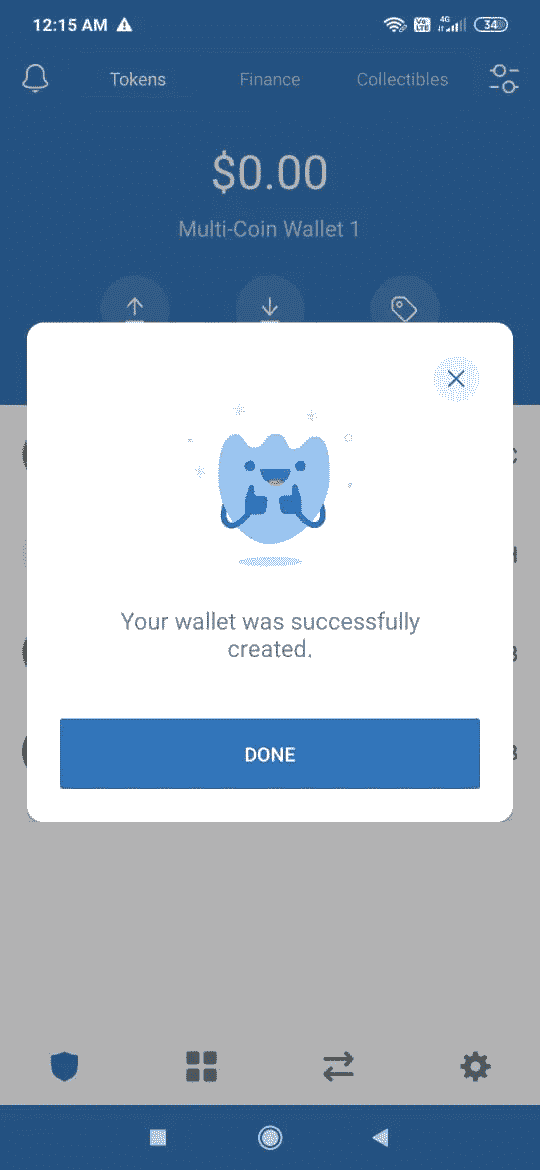 12:15 AM
Vo LTE 4G 34
Tokens Finance Collectibles
$0.00
Multi-Coin Wallet 1
Your wallet was successfully
created.
DONE